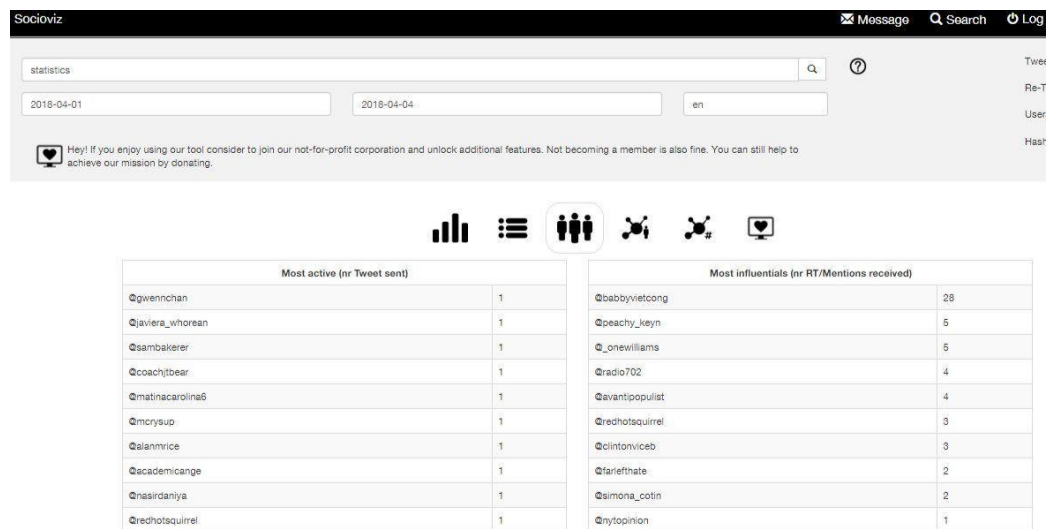 Socioviz
Message Search Log
statistics
2018-04-01 2018-04-04 en
Twee
Re-T
User
Hash
Hey! If you enjoy using our tool consider to join our not-for-profit corporation and unlock additional features. Not becoming a member is also fine. You can still help to
achieve our mission by donating.
Most active (nr Tweet sent) Most influentials (nr RT/Mentions received)
@gwennchan 1 @babbyvietcong 28
@javiera_whorean 1 @peachy_keyn 5
@sambakerer 1 @_onewilliams 5
@coachjtbear 1 @radio702 4
@matinacarolina6 1 @avantipopulist 4
@mcrysup 1 @redhotsquirrel 3
@alanmrice 1 @clintonviceb 3
@academicange 1 @farlefthate 2
@nasirdaniya 1 @simona_cotin 2
@redhotsquirrel 1 @nytopinion 1